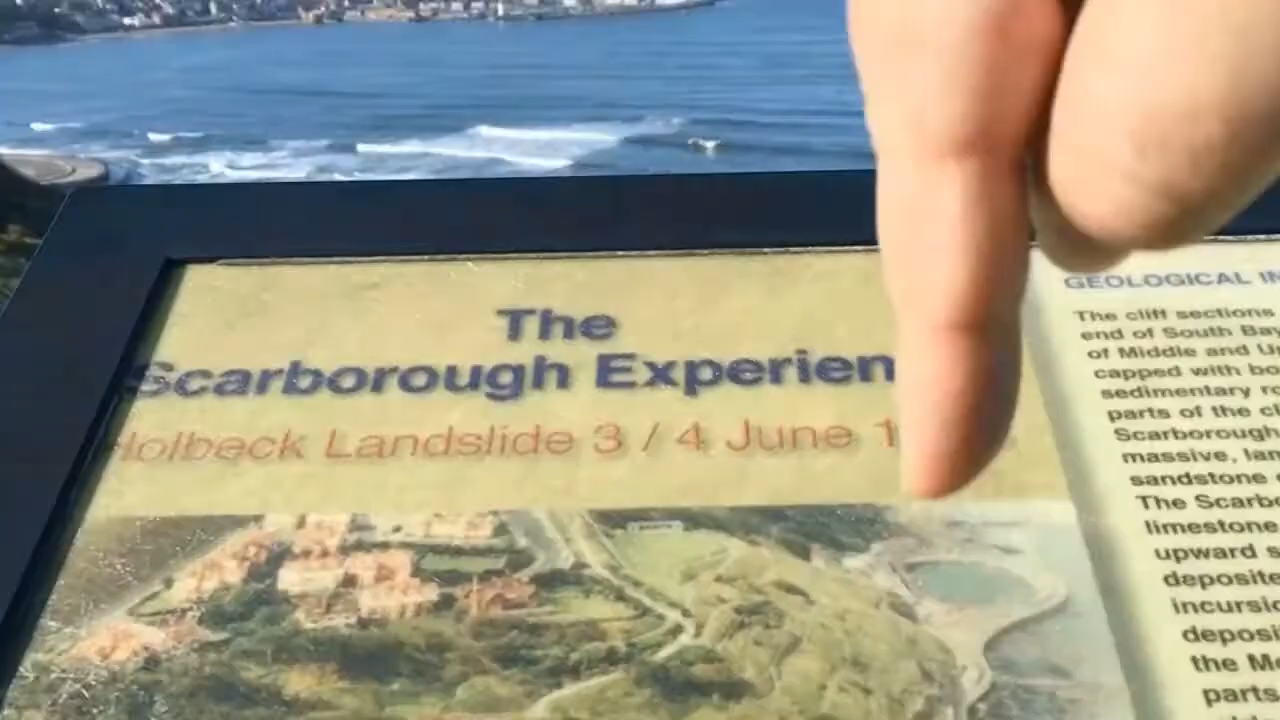 The
Scarborough Experien
Holbeck Landslide 3 / 4 June 1
GEOLOGICAL IN
The cliff sections
end of South Bay
of Middle and Up
capped with bo
sedimentary ro
parts of the cl
Scarborough
massive, lam
sandstone
The Scarbo
limestone
upward s
deposite
incursio
deposi
the Mo
parts